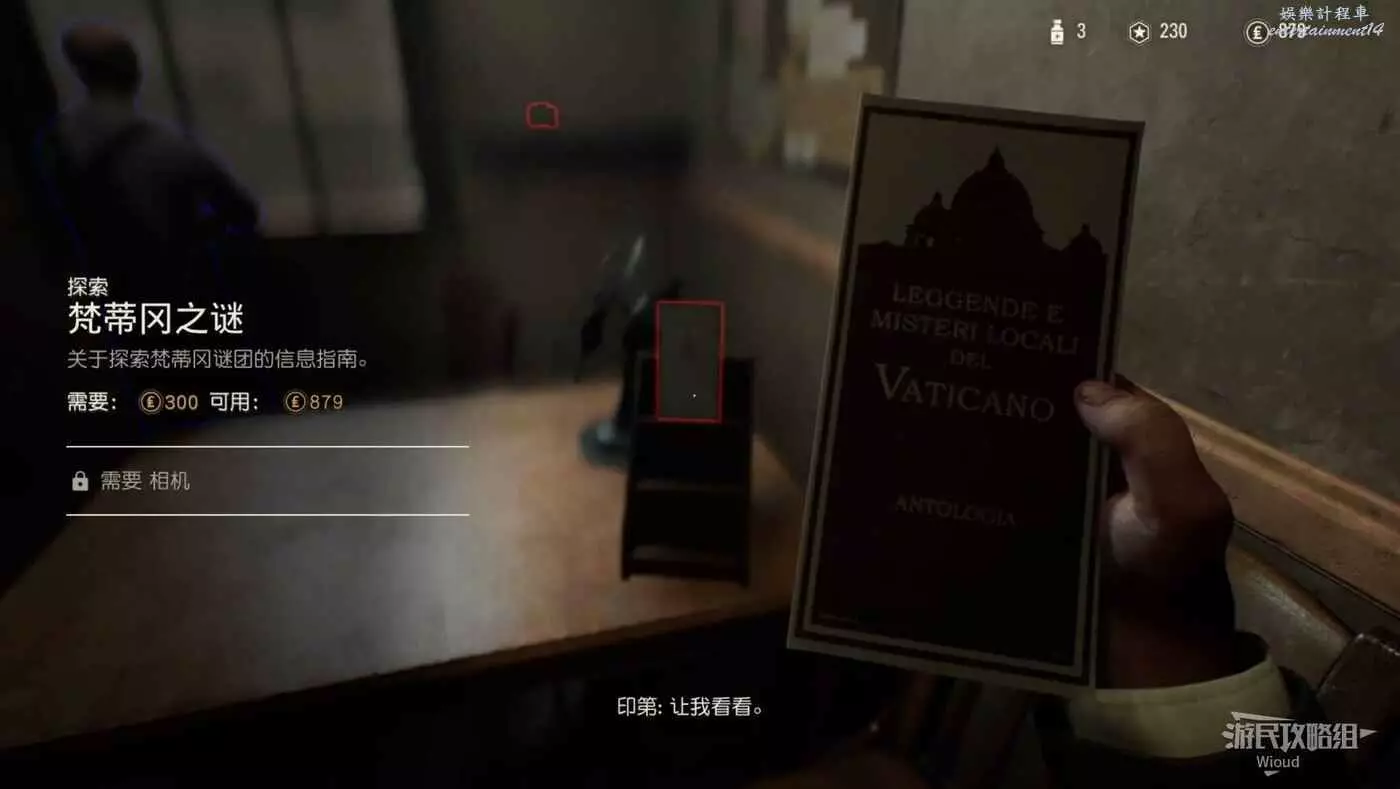 娛樂計程車
3
230
879
entertainment14
探索
梵蒂冈之谜
关于探索梵蒂冈谜团的信息指南。
需要： £300 可用： £879
需要 相机
LEGGENDE E
MISTERI LOCALI
DEL
VATICANO
ANTOLOGIA
印第: 让我看看。
游民攻略组
Wioud